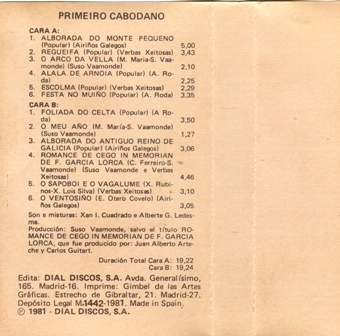 PRIMEIRO CABODANO
CARA A:
1. ALBORADA DO MONTE PEQUENO
(Popular) (Airiños Galegos) 5,00
2. REGUEIFA (Popular) (Verbas Xeitosas) 3,43
3. O ARCO DA VELLA (M. María-S. Vaa-
monde) (Suso Vaamonde) 2,10
4. ALALA DE ARNOIA (Popular) (A. Ro-
da) 2,25
5. ESCOLMA (Popular) (Verbas Xeitosas) 2,29
6. FESTA NO MUIÑO (Popular) (A. Roda) 3,35
CARA B:
1. FOLIADA DO CELTA (Popular) (A. Ro-
da) 3,50
2. O MEU AÑO (M. María-S. Vaamonde)
(Suso Vaamonde) 1,27
3. ALBORADA DO ANTIGUO REINO DE
GALICIA (Popular) (Airiños Galegos) 3,06
4. ROMANCE DE CEGO IN MEMORIAN
DE F. GARCIA LORCA (C. Ferreiro-S.
Vaamonde) (Suso Vaamonde e Verbas
Xeitosas) 4,46
5. O SAPOBOI E O VAGALUME (X. Rubi-
nos-X. Lois Silva) (Verbas Xeitosas) 3,10
6. O VENTOSIÑO (E. Otero Covelo) (Airi-
ños Galegos) 3,05
Son e misturas: Xan I. Cuadrado e Alberte G. Ledes-
ma.
Producción: Suso Vaamonde, salvo el título RO-
MANCE DE CEGO IN MEMORIAN DE F. GARCIA
LORCA, que fue producido por: Juan Alberto Arte-
che y Carlos Guitart.
Duración Total Cara A: 19,22
Cara B: 19,24
Edita: DIAL DISCOS, S.A. Avda. Generalísimo,
165. Madrid-16. Imprime: Gimbel de las Artes
Gráficas. Estrecho de Gibraltar, 21. Madrid-27.
Depósito Legal M.1442-1981. Made in Spain.
Ⓟ 1981 - DIAL DISCOS, S.A.